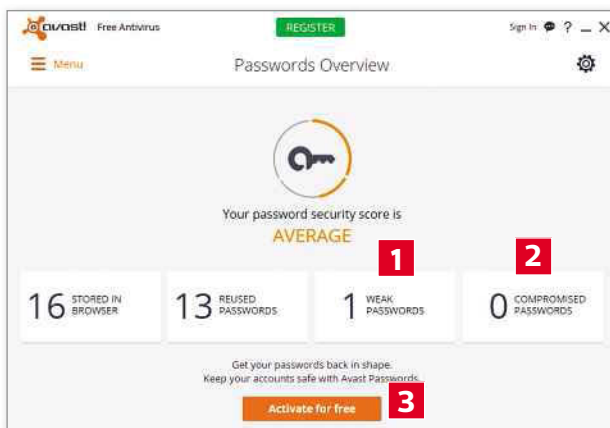 avast! Free Antivirus
REGISTER
Sign In ? _ X
Menu
Passwords Overview
Your password security score is
AVERAGE
1
2
16 STORED IN BROWSER
13 REUSED PASSWORDS
1 WEAK PASSWORDS
0 COMPROMISED PASSWORDS
Get your passwords back in shape.
Keep your accounts safe with Avast Passwords.
Activate for free
3